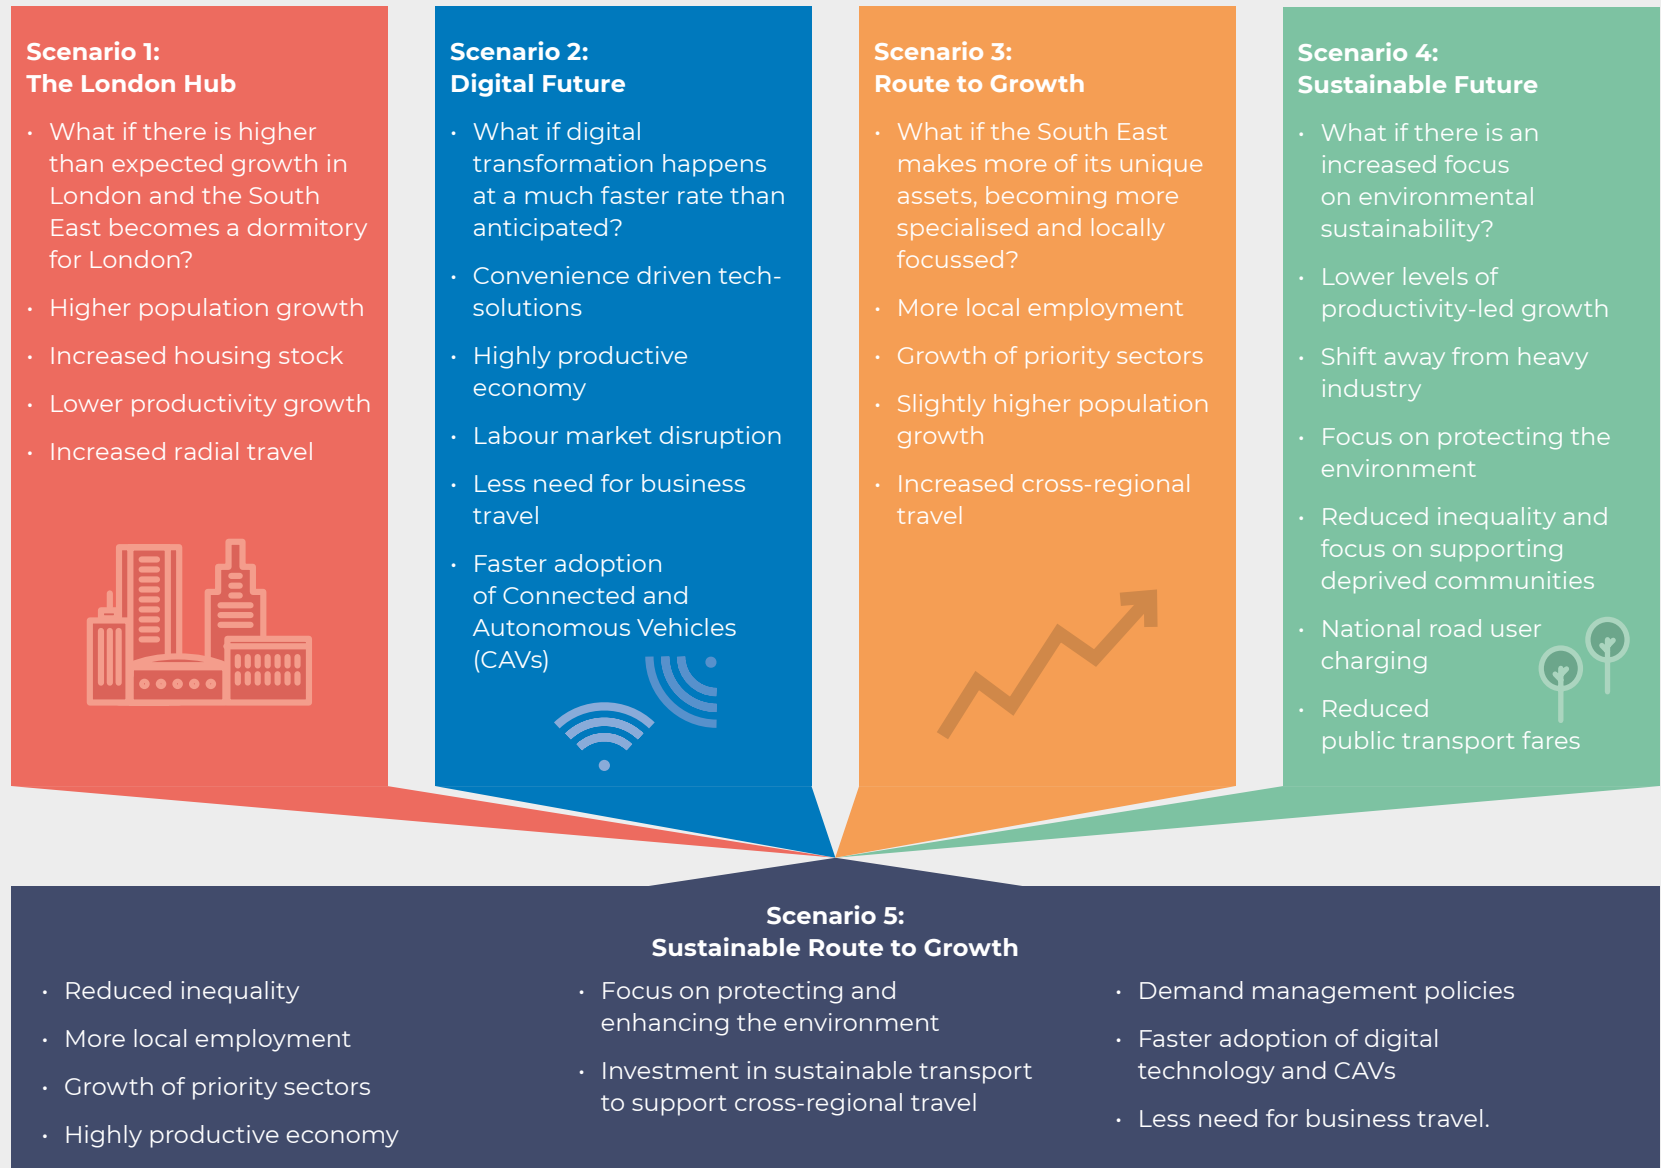 Scenario 1:
The London Hub
· What if there is higher
than expected growth in
London and the South
East becomes a dormitory
for London?
· Higher population growth
· Increased housing stock
· Lower productivity growth
· Increased radial travel
Scenario 2:
Digital Future
· What if digital
transformation happens
at a much faster rate than
anticipated?
· Convenience driven tech-
solutions
· Highly productive
economy
· Labour market disruption
· Less need for business
travel
· Faster adoption
of Connected and
Autonomous Vehicles
(CAVs)
Scenario 3:
Route to Growth
· What if the South East
makes more of its unique
assets, becoming more
specialised and locally
focussed?
· More local employment
· Growth of priority sectors
· Slightly higher population
growth
· Increased cross-regional
travel
Scenario 4:
Sustainable Future
· What if there is an
increased focus
on environmental
sustainability?
· Lower levels of
productivity-led growth
· Shift away from heavy
industry
· Focus on protecting the
environment
· Reduced inequality and
focus on supporting
deprived communities
· National road user
charging
· Reduced
public transport fares
Scenario 5:
Sustainable Route to Growth
· Reduced inequality
· More local employment
· Growth of priority sectors
· Highly productive economy
· Focus on protecting and
enhancing the environment
· Investment in sustainable transport
to support cross-regional travel
· Demand management policies
· Faster adoption of digital
technology and CAVs
· Less need for business travel.